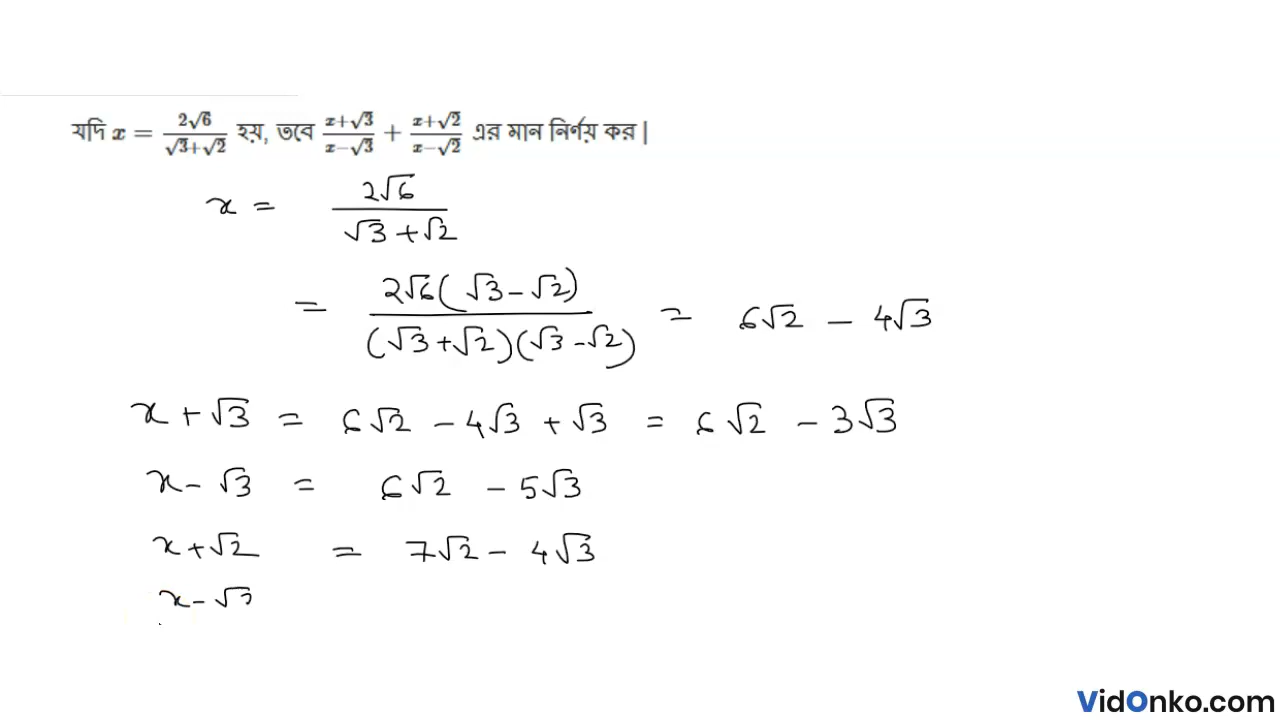 যদি x = 2√6/√3+√2 হয়, তবে x+√3/x−√3 + x+√2/x−√2 এর মান নির্ণয় কর |
x = 2√6/√3 + √2
= 2√6(√3 − √2)/(√3 + √2)(√3 − √2) = 6√2 − 4√3
x + √3 = 6√2 − 4√3 + √3 = 6√2 − 3√3
x − √3 = 6√2 − 5√3
x + √2 = 7√2 − 4√3
x − √
VidOnko.com